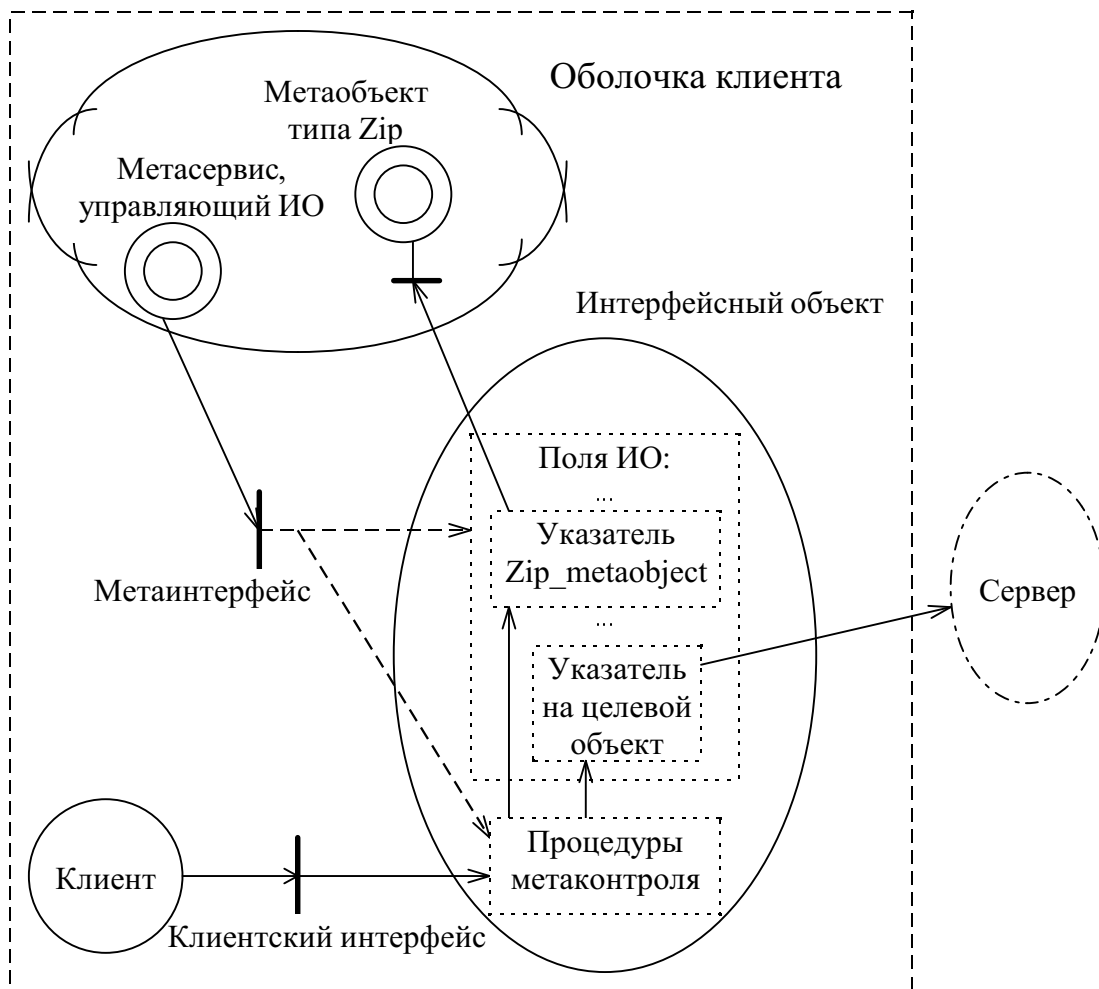 Оболочка клиента
Метаобъект
типа Zip
Метасервис,
управляющий ИО
Интерфейсный объект
Поля ИО:
...
Указатель
Zip_metaobject
...
Указатель
на целевой
объект
Метаинтерфейс
Сервер
Процедуры
метаконтроля
Клиент
Клиентский интерфейс